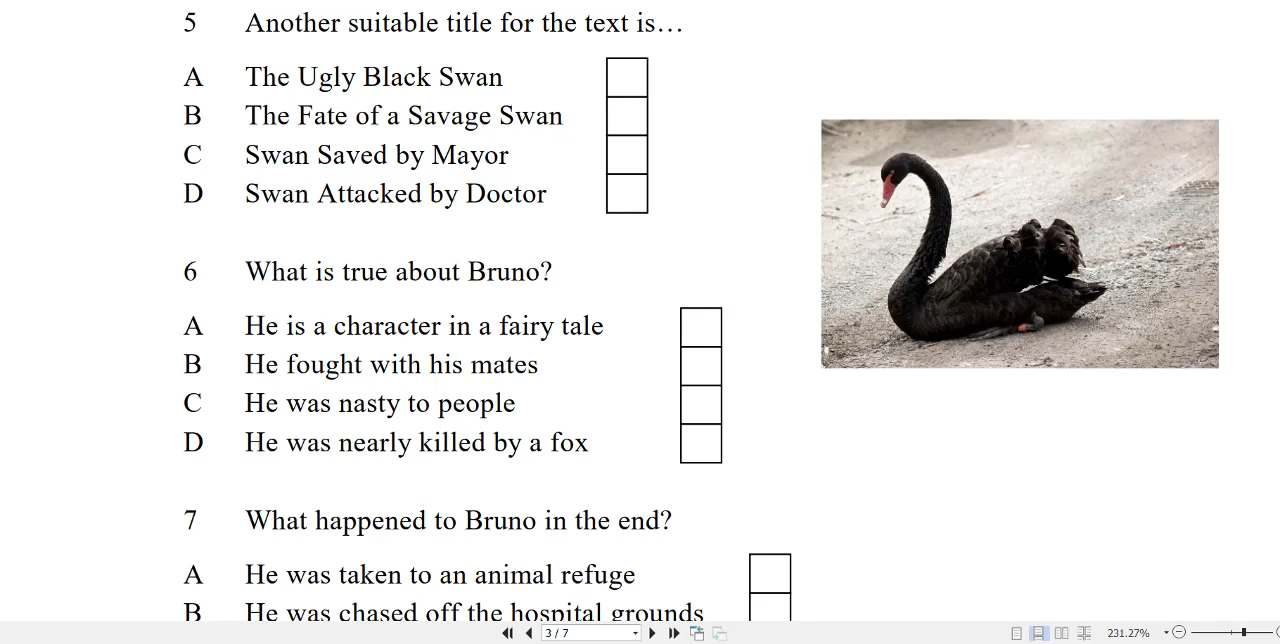 5 Another suitable title for the text is…
A The Ugly Black Swan
B The Fate of a Savage Swan
C Swan Saved by Mayor
D Swan Attacked by Doctor
6 What is true about Bruno?
A He is a character in a fairy tale
B He fought with his mates
C He was nasty to people
D He was nearly killed by a fox
7 What happened to Bruno in the end?
A He was taken to an animal refuge
B He was chased off the hospital grounds
3 / 7
231.27%